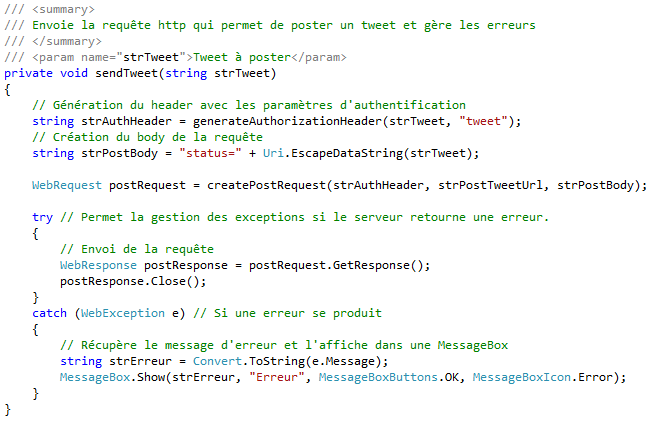 /// <summary>
/// Envoie la requête http qui permet de poster un tweet et gère les erreurs
/// </summary>
/// <param name="strTweet">Tweet à poster</param>
private void sendTweet(string strTweet)
{
    // Génération du header avec les paramètres d'authentification
    string strAuthHeader = generateAuthorizationHeader(strTweet, "tweet");
    // Création du body de la requête
    string strPostBody = "status=" + Uri.EscapeDataString(strTweet);

    WebRequest postRequest = createPostRequest(strAuthHeader, strPostTweetUrl, strPostBody);

    try // Permet la gestion des exceptions si le serveur retourne une erreur.
    {
        // Envoi de la requête
        WebResponse postResponse = postRequest.GetResponse();
        postResponse.Close();
    }
    catch (WebException e) // Si une erreur se produit
    {
        // Récupère le message d'erreur et l'affiche dans une MessageBox
        string strErreur = Convert.ToString(e.Message);
        MessageBox.Show(strErreur, "Erreur", MessageBoxButtons.OK, MessageBoxIcon.Error);
    }
}